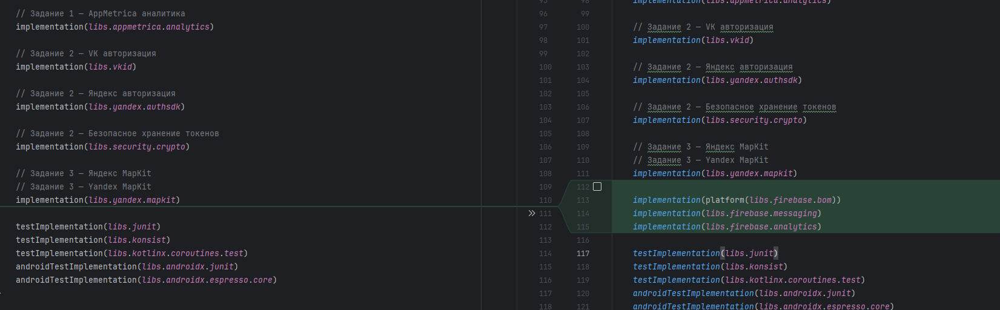 // Задание 1 — AppMetrica аналитика
implementation(libs.appmetrica.analytics)
// Задание 2 — VK авторизация
implementation(libs.vkid)
// Задание 2 — Яндекс авторизация
implementation(libs.yandex.authsdk)
// Задание 2 — Безопасное хранение токенов
implementation(libs.security.crypto)
// Задание 3 — Яндекс MapKit
// Задание 3 — Yandex MapKit
implementation(libs.yandex.mapkit)
testImplementation(libs.junit)
testImplementation(libs.konsist)
testImplementation(libs.kotlinx.coroutines.test)
androidTestImplementation(libs.androidx.junit)
androidTestImplementation(libs.androidx.espresso.core)
95 98 implementation(libs.appmetrica.analytics)
96 99
97 100 // Задание 2 — VK авторизация
98 101 implementation(libs.vkid)
99 102
100 103 // Задание 2 — Яндекс авторизация
101 104 implementation(libs.yandex.authsdk)
102 105
103 106 // Задание 2 — Безопасное хранение токенов
104 107 implementation(libs.security.crypto)
105 108
106 109 // Задание 3 — Яндекс MapKit
107 110 // Задание 3 — Yandex MapKit
108 111 implementation(libs.yandex.mapkit)
109 112
110 113 implementation(platform(libs.firebase.bom))
111 114 implementation(libs.firebase.messaging)
112 115 implementation(libs.firebase.analytics)
113 116
114 117 testImplementation(libs.junit)
115 118 testImplementation(libs.konsist)
116 119 testImplementation(libs.kotlinx.coroutines.test)
117 120 androidTestImplementation(libs.androidx.junit)
118 121 androidTestImplementation(libs.androidx.espresso.core)